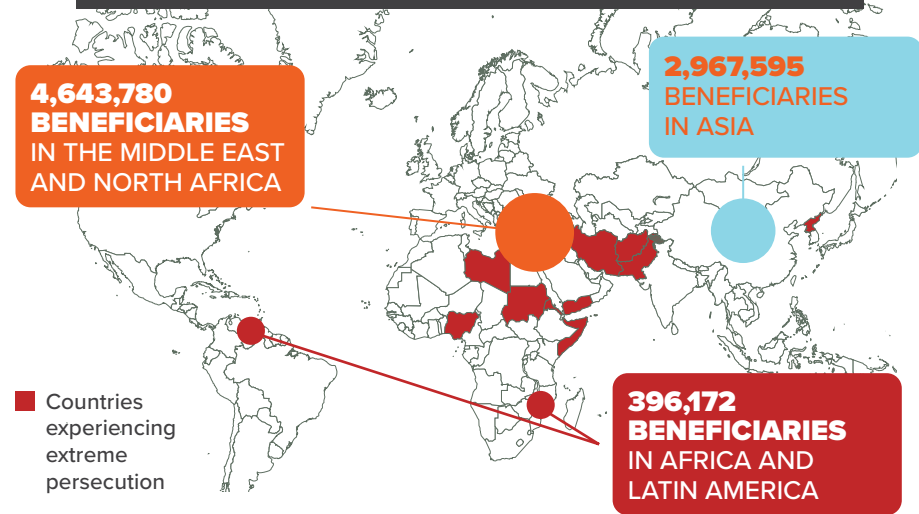 4,643,780
BENEFICIARIES
IN THE MIDDLE EAST
AND NORTH AFRICA
2,967,595
BENEFICIARIES
IN ASIA
Countries
experiencing
extreme
persecution
396,172
BENEFICIARIES
IN AFRICA AND
LATIN AMERICA